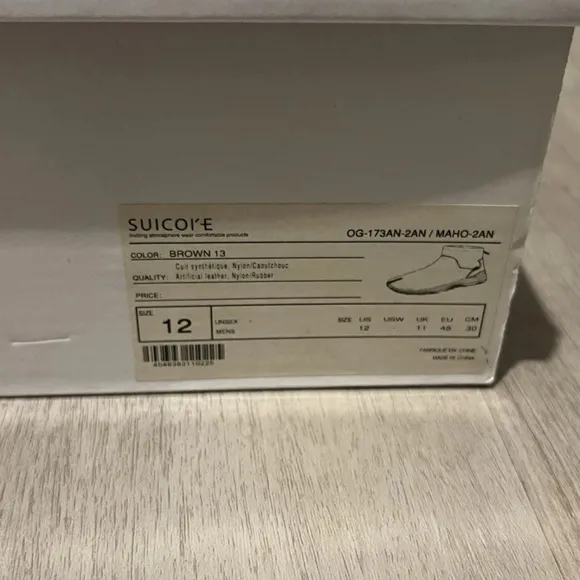 SUICOKE
OG-173AN-2AN / MAHO-2AN
COLOR: BROWN 13
Cuir synthétique, Nylon/Caoutchouc
QUALITY: Artificial leather, Nylon/Rubber
PRICE:
SIZE 12
UNISEX
MENS
SIZE US USW UK EU CM
12 11 45 30
FABRIQUÉ EN CHINE
MADE IN CHINA